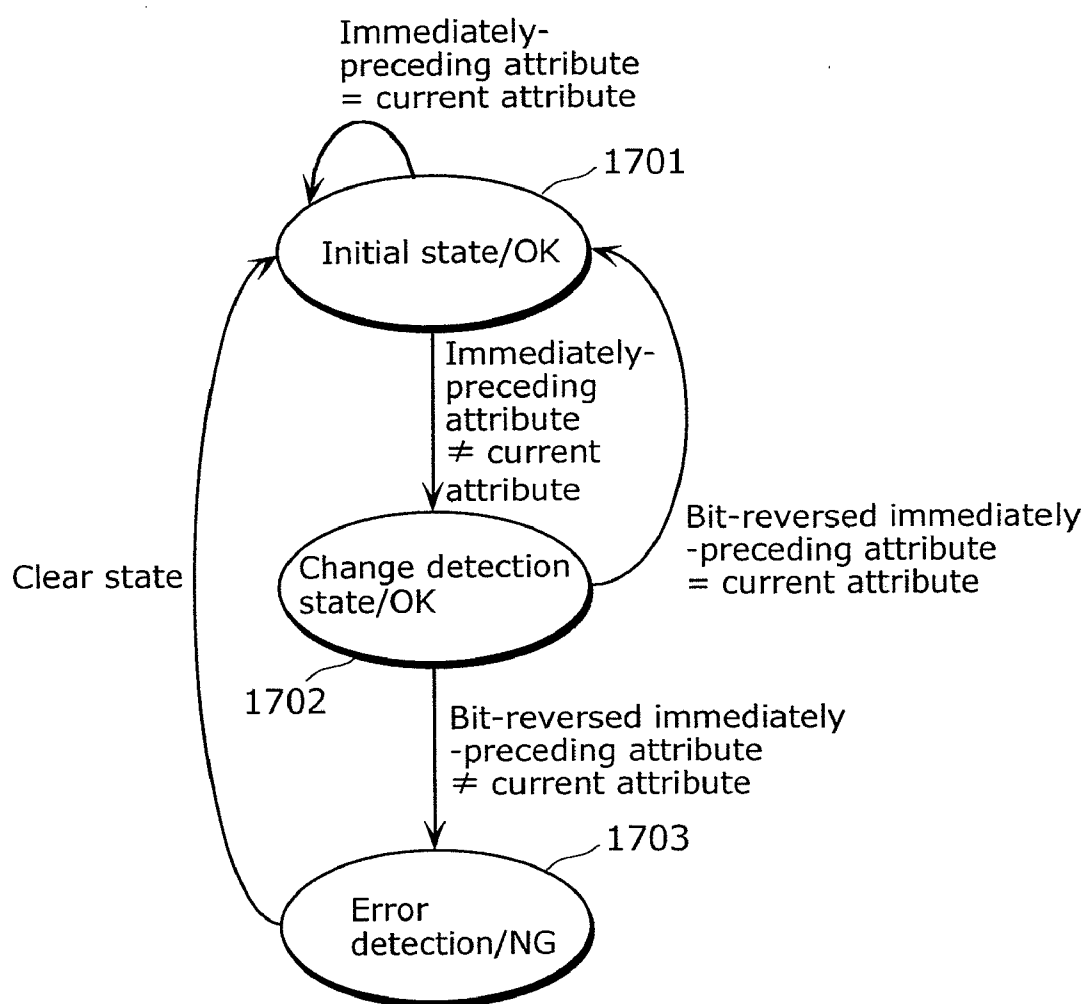 Immediately-
preceding attribute
= current attribute
1701
Initial state/OK
Immediately-
preceding
attribute
≠ current
attribute
Bit-reversed immediately
-preceding attribute
= current attribute
Clear state
Change detection
state/OK
1702
Bit-reversed immediately
-preceding attribute
≠ current attribute
1703
Error
detection/NG